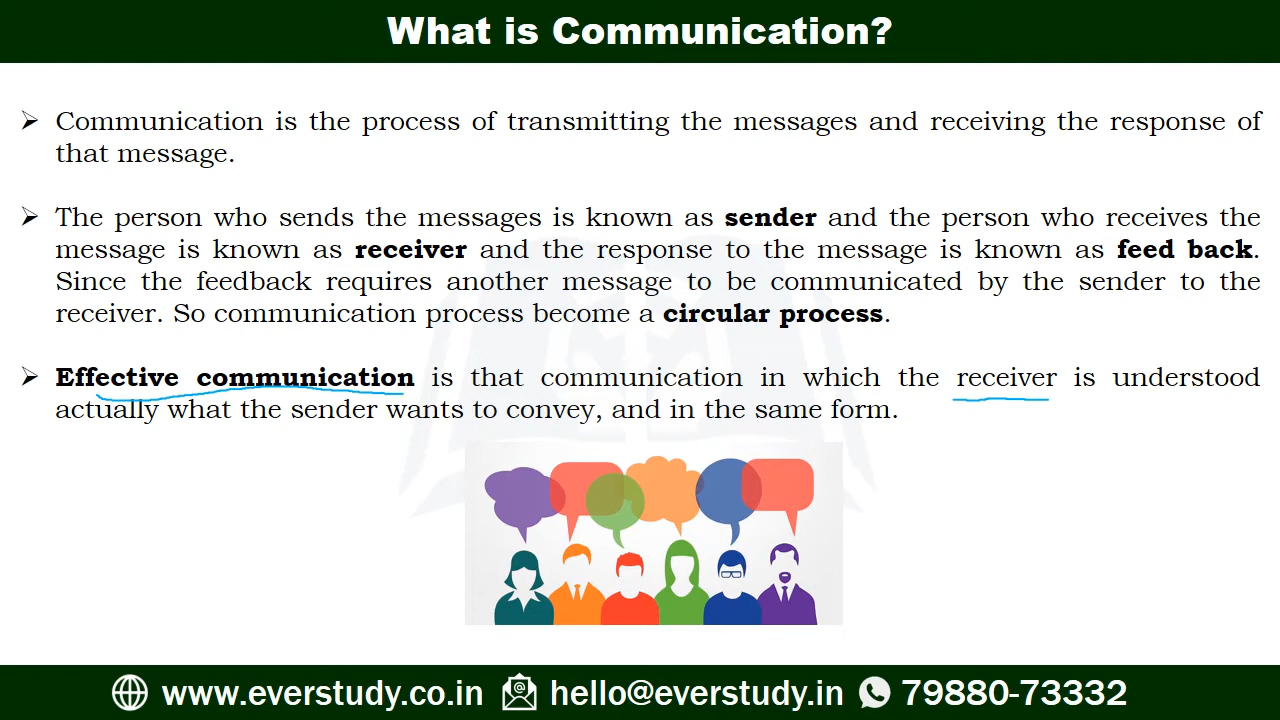 What is Communication?
➢ Communication is the process of transmitting the messages and receiving the response of
that message.
➢ The person who sends the messages is known as sender and the person who receives the
message is known as receiver and the response to the message is known as feed back.
Since the feedback requires another message to be communicated by the sender to the
receiver. So communication process become a circular process.
➢ Effective communication is that communication in which the receiver is understood
actually what the sender wants to convey, and in the same form.
www.everstudy.co.in hello@everstudy.in 79880-73332